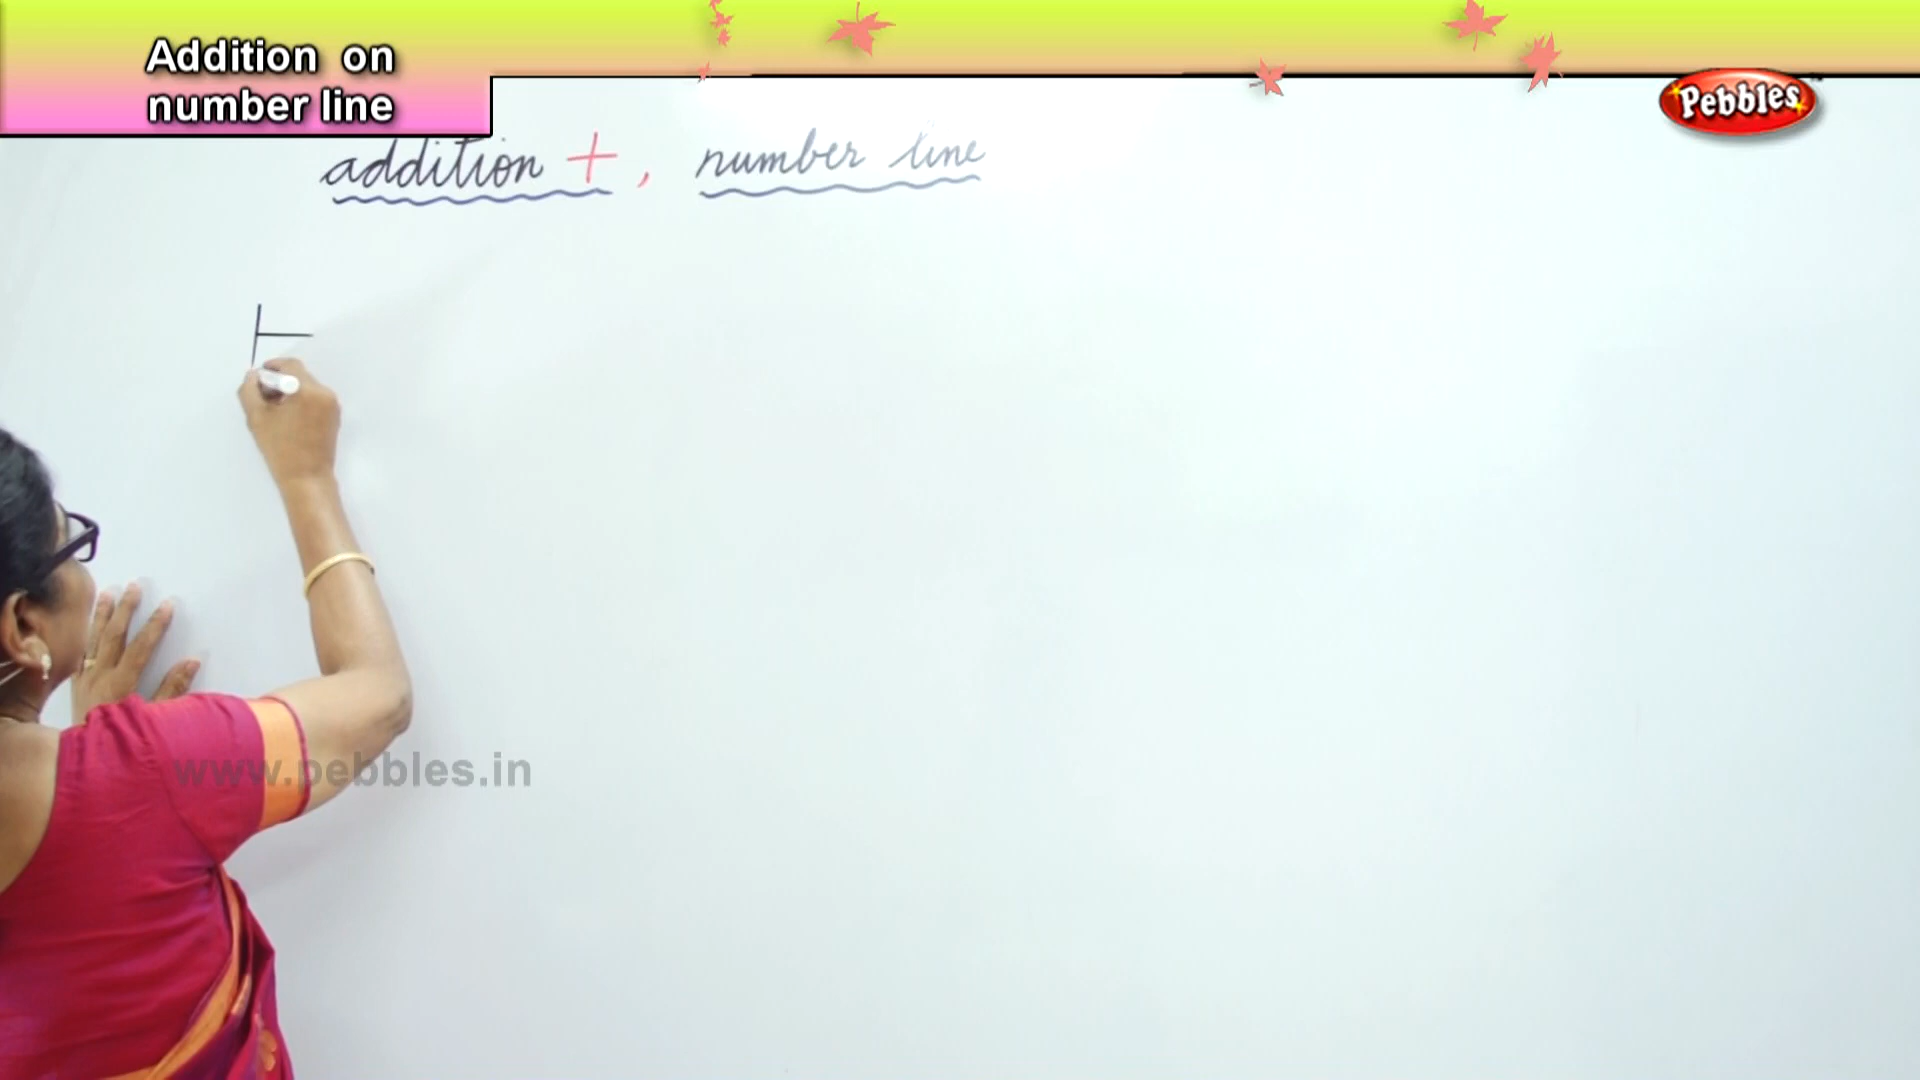 Addition on
number line
Pebbles
addition +, number line
www.pebbles.in